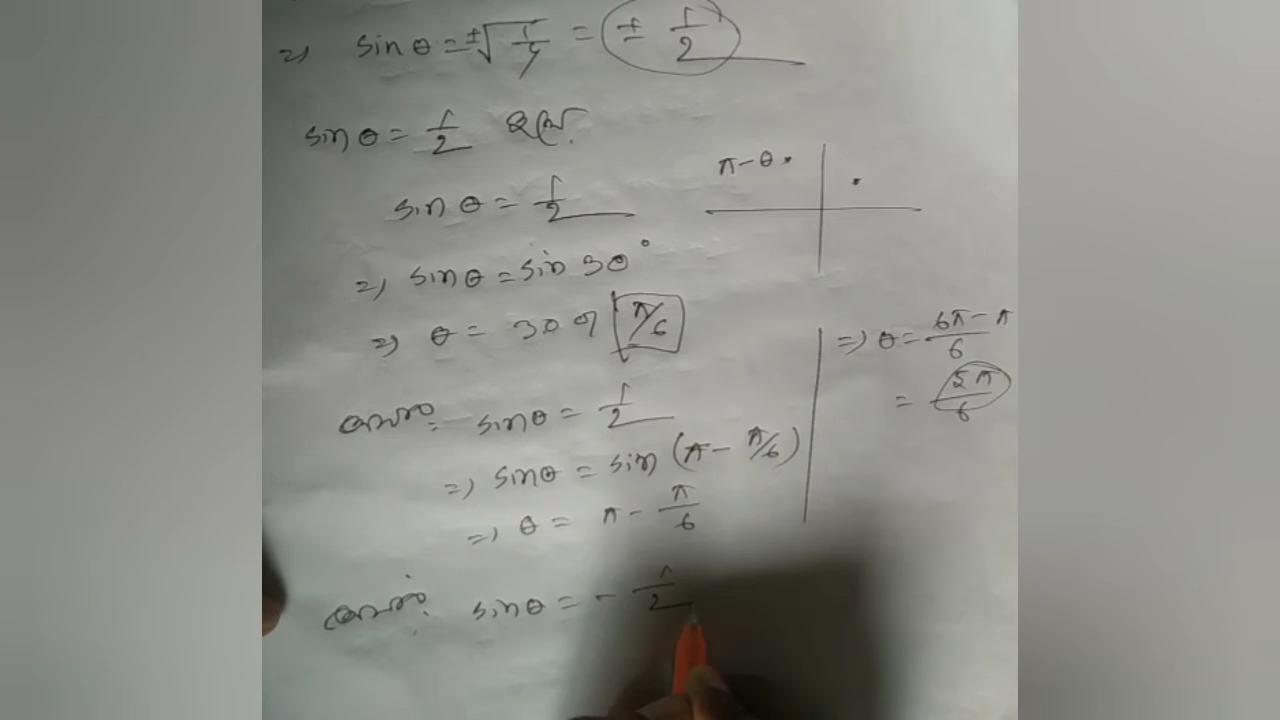 =) sin θ = ±√1/4 = ± 1/2
sin θ = 1/2
sin θ = 1/2
π-θ
=) sin θ = sin 30°
=) θ = 30 π/6
sin θ = 1/2
=) sin θ = sin (π - π/6)
=) θ = π - π/6
=) θ = 6π - π/6
= 5π/6
sin θ = - 1/2